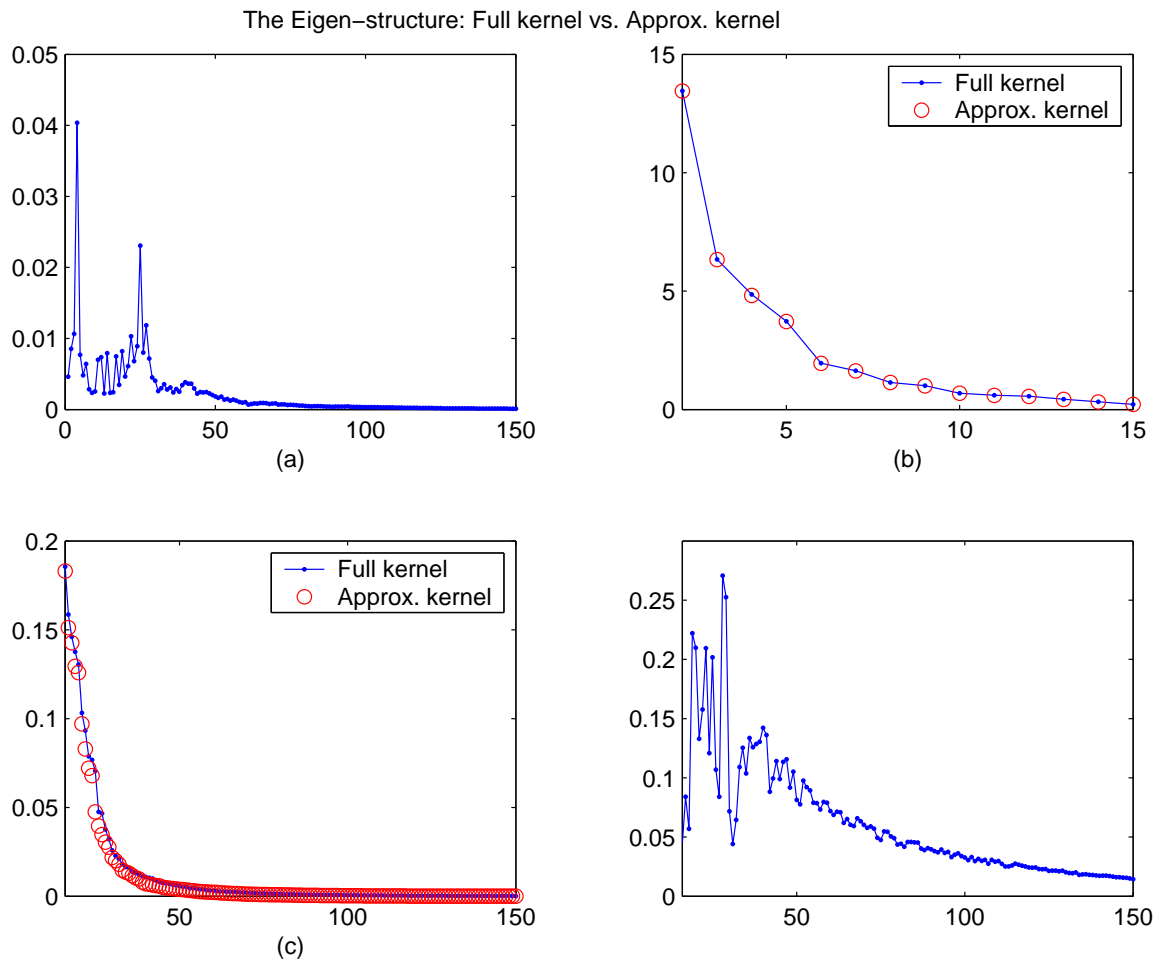 The Eigen−structure: Full kernel vs. Approx. kernel
0.05
0.04
0.03
0.02
0.01
0
0 50 100 150
(a)
15
10
5
0
5 10 15
(b)
Full kernel
Approx. kernel
0.2
0.15
0.1
0.05
0
50 100 150
(c)
Full kernel
Approx. kernel
0.25
0.2
0.15
0.1
0.05
0
50 100 150